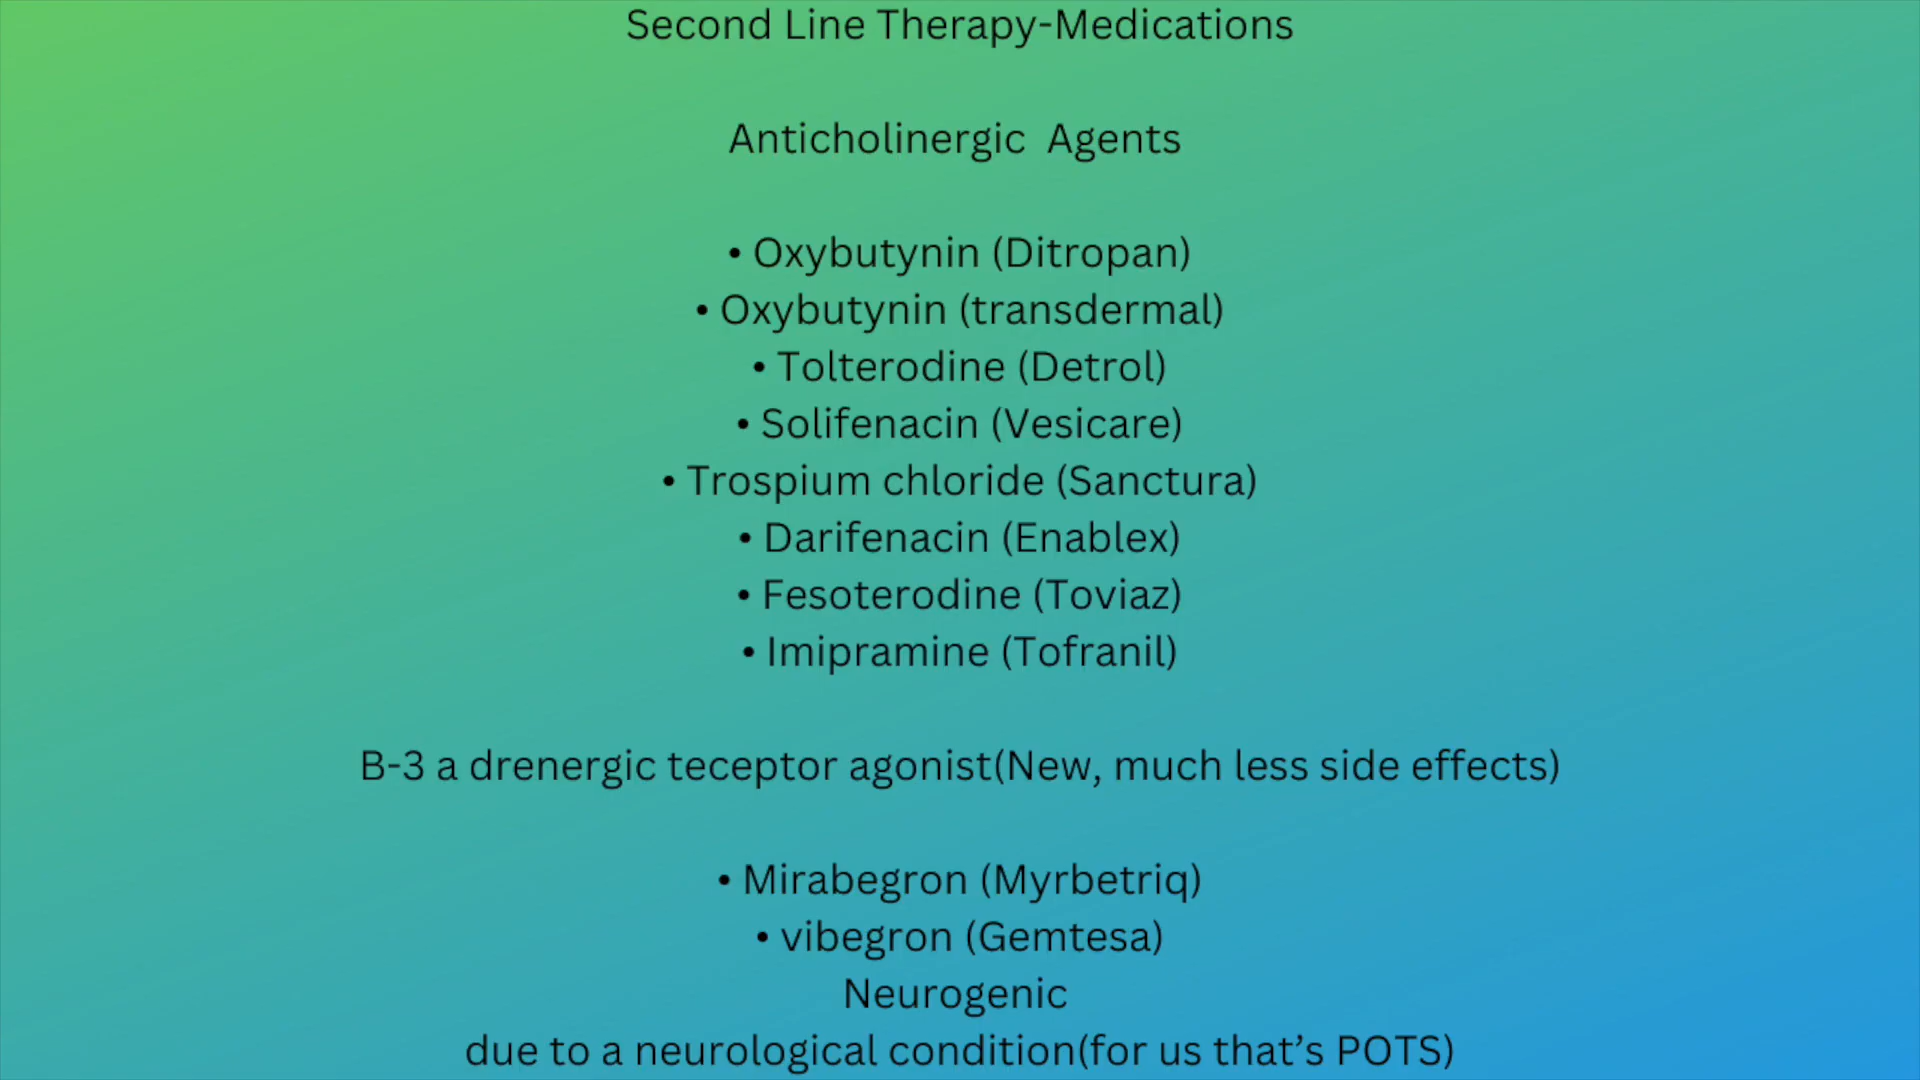 Second Line Therapy-Medications
Anticholinergic Agents
• Oxybutynin (Ditropan)
• Oxybutynin (transdermal)
• Tolterodine (Detrol)
• Solifenacin (Vesicare)
• Trospium chloride (Sanctura)
• Darifenacin (Enablex)
• Fesoterodine (Toviaz)
• Imipramine (Tofranil)
B-3 a drenergic teceptor agonist(New, much less side effects)
• Mirabegron (Myrbetriq)
• vibegron (Gemtesa)
Neurogenic
due to a neurological condition(for us that’s POTS)